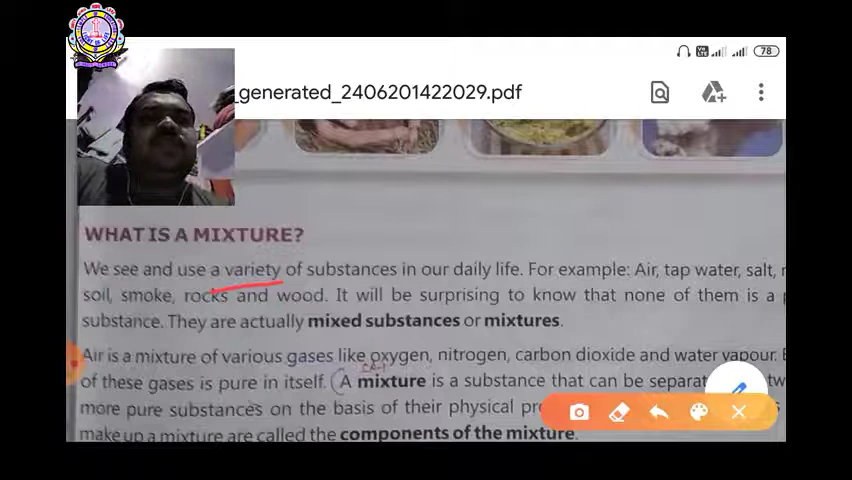 78
_generated_2406201422029.pdf
WHAT IS A MIXTURE?
We see and use a variety of substances in our daily life. For example: Air, tap water, salt,
soil, smoke, rocks and wood. It will be surprising to know that none of them is a
substance. They are actually mixed substances or mixtures.
Air is a mixture of various gases like oxygen, nitrogen, carbon dioxide and water vapour.
of these gases is pure in itself. (A mixture is a substance that can be
more pure substances on the basis of their physical
make up a mixture are called the components of the mixture.